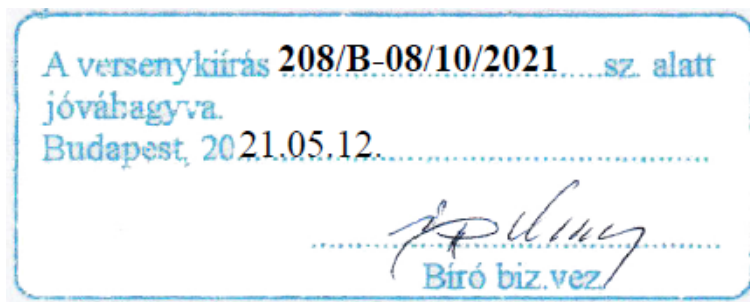 A versenykiírás 208/B-08/10/2021.....sz. alatt
jóváhagyva.
Budapest, 2021.05.12.
Bíró biz.vez.